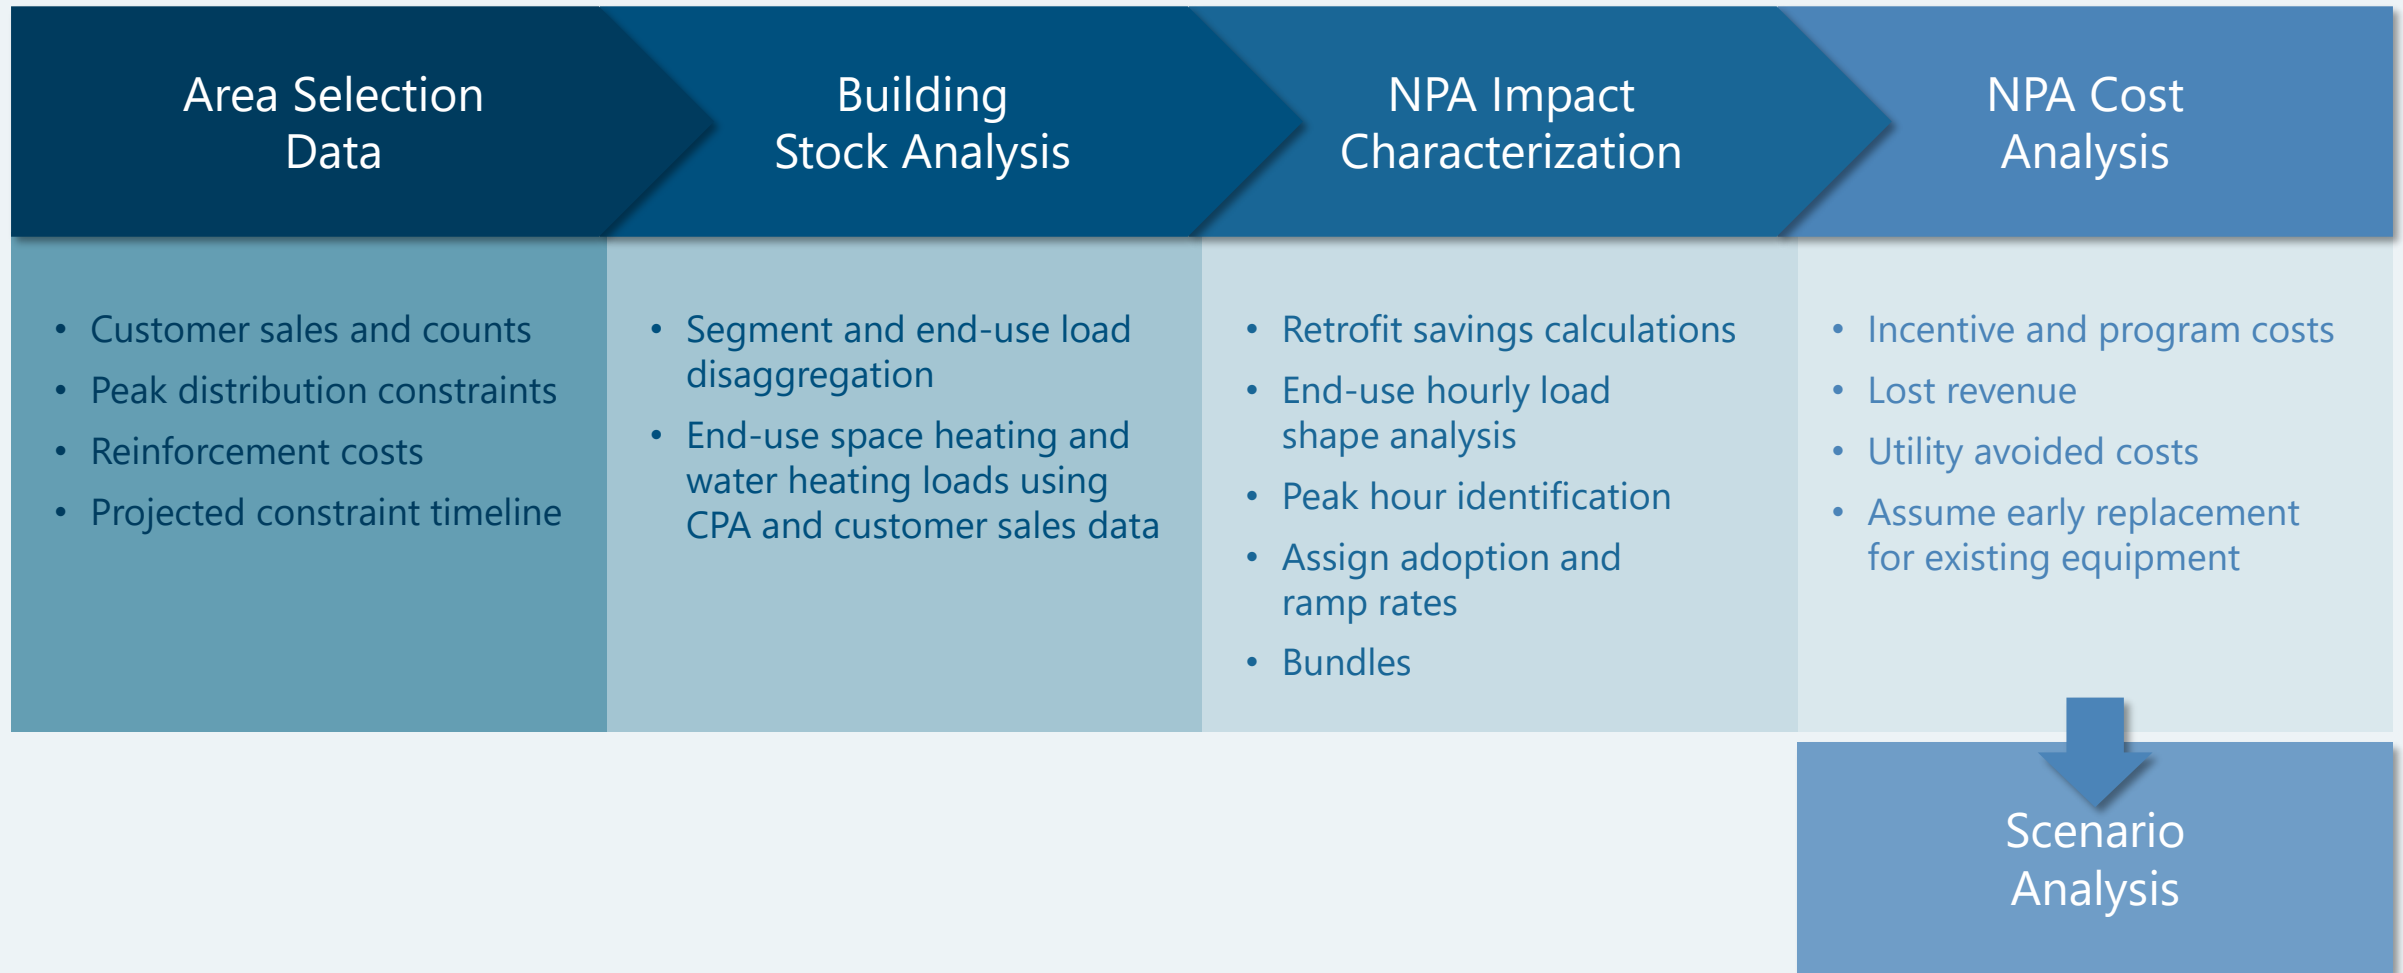 Area Selection
Data
Building
Stock Analysis
NPA Impact
Characterization
NPA Cost
Analysis
• Customer sales and counts
• Peak distribution constraints
• Reinforcement costs
• Projected constraint timeline
• Segment and end-use load
disaggregation
• End-use space heating and
water heating loads using
CPA and customer sales data
• Retrofit savings calculations
• End-use hourly load
shape analysis
• Peak hour identification
• Assign adoption and
ramp rates
• Bundles
• Incentive and program costs
• Lost revenue
• Utility avoided costs
• Assume early replacement
for existing equipment
Scenario
Analysis